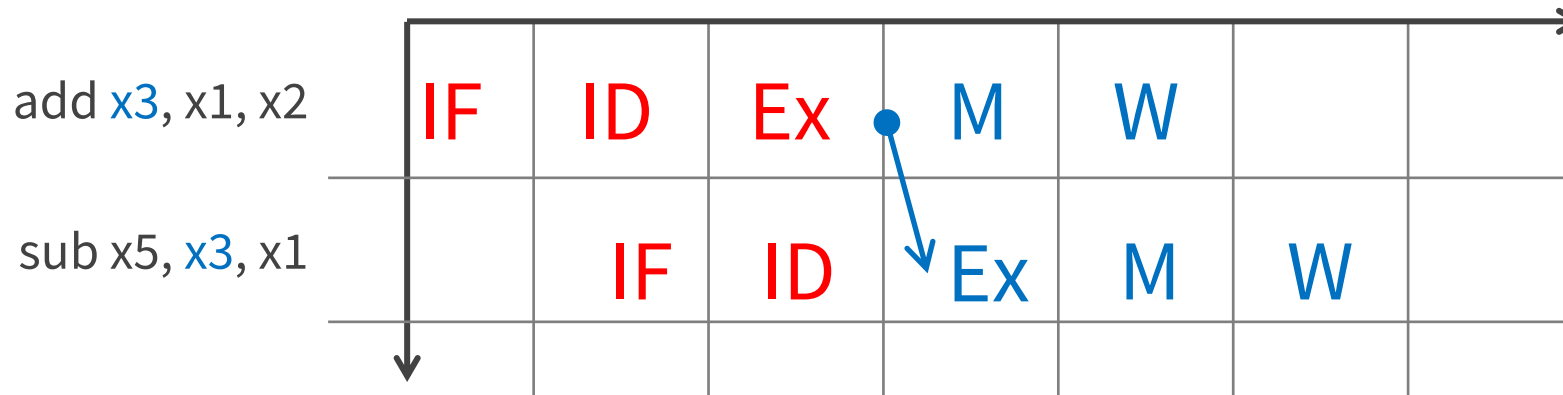 add x3, x1, x2 IF ID Ex M W
sub x5, x3, x1 IF ID Ex M W